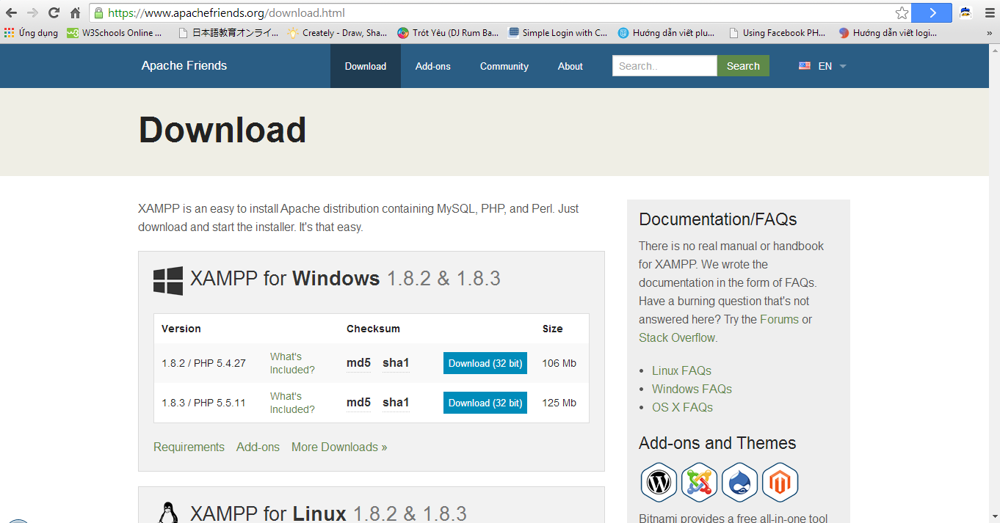 https://www.apachefriends.org/download.html
Ứng dụng W3Schools Online ... 日本語教育オンライ... Creately - Draw, Sha... Trót Yêu (DJ Rum Ba... Simple Login with C... Hướng dẫn viết plu... Using Facebook PH... Hướng dẫn viết logi... »
Apache Friends Download Add-ons Community About Search.. Search EN
Download
XAMPP is an easy to install Apache distribution containing MySQL, PHP, and Perl. Just
download and start the installer. It's that easy.
XAMPP for Windows 1.8.2 & 1.8.3
Version Checksum Size
1.8.2 / PHP 5.4.27 What's Included? md5 sha1 Download (32 bit) 106 Mb
1.8.3 / PHP 5.5.11 What's Included? md5 sha1 Download (32 bit) 125 Mb
Requirements Add-ons More Downloads »
XAMPP for Linux 1.8.2 & 1.8.3
Documentation/FAQs
There is no real manual or handbook
for XAMPP. We wrote the
documentation in the form of FAQs.
Have a burning question that's not
answered here? Try the Forums or
Stack Overflow.
• Linux FAQs
• Windows FAQs
• OS X FAQs
Add-ons and Themes
Bitnami provides a free all-in-one tool